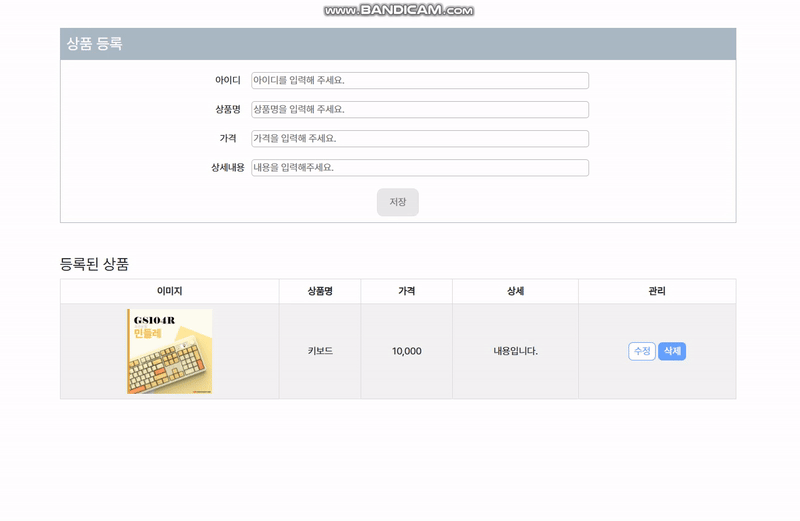 www.BANDICAM.com
상품 등록
아이디 아이디를 입력해 주세요.
상품명 상품명을 입력해 주세요.
가격 가격을 입력해 주세요.
상세내용 내용을 입력해주세요.
저장
등록된 상품
이미지 상품명 가격 상세 관리
GS104R
민들레
키보드 10,000 내용입니다. 수정 삭제